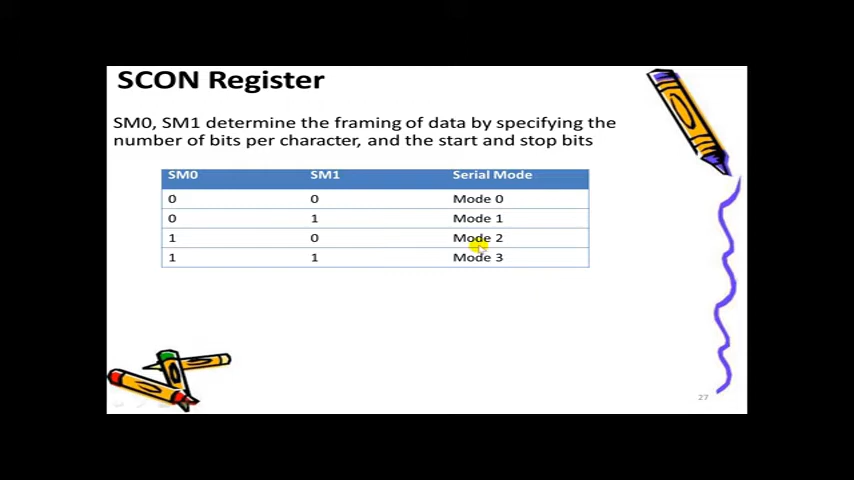 SCON Register
SM0, SM1 determine the framing of data by specifying the
number of bits per character, and the start and stop bits
SM0 SM1 Serial Mode
0 0 Mode 0
0 1 Mode 1
1 0 Mode 2
1 1 Mode 3
27